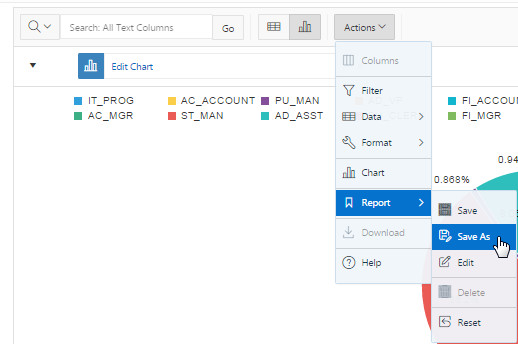 Search: All Text Columns
Go
Actions
Edit Chart
IT_PROG
AC_ACCOUNT
PU_MAN
FI_ACCOU
AC_MGR
ST_MAN
AD_ASST
FI_MGR
0.94
0.868%
Columns
Filter
Data
Format
Chart
Report
Download
Help
Save
Save As
Edit
Delete
Reset